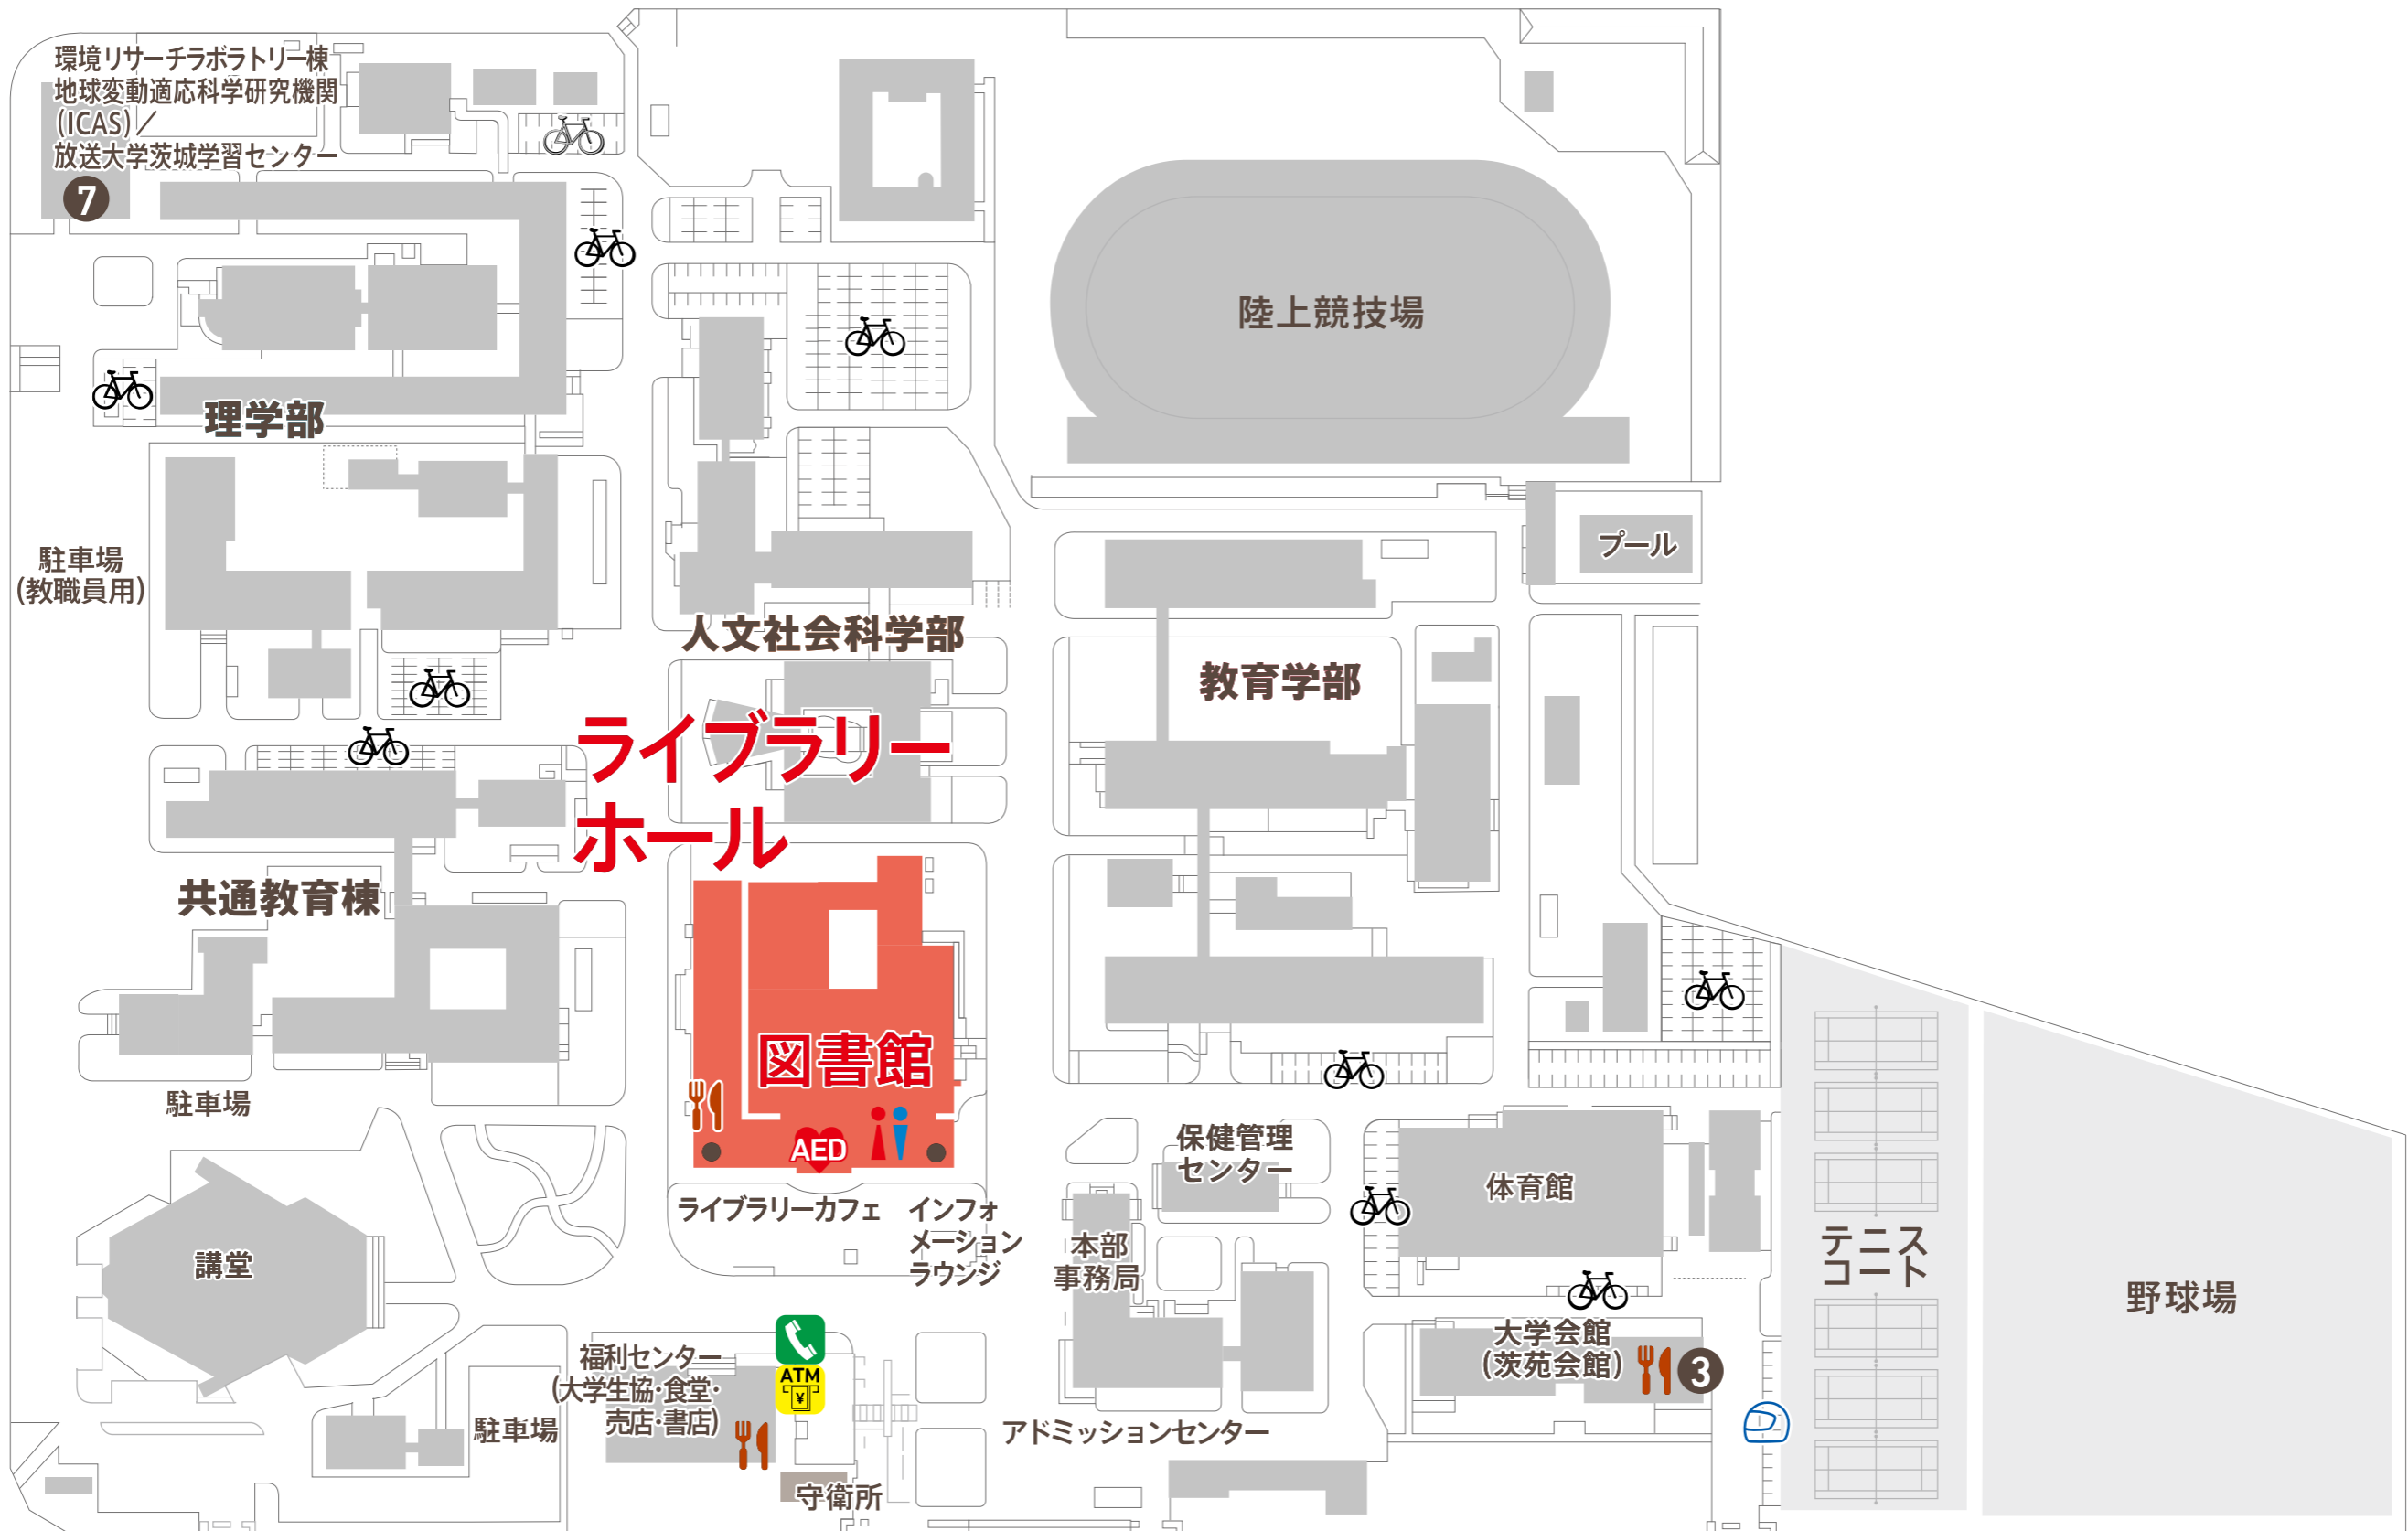 環境リサーチラボラトリー棟
地球変動適応科学研究機関
(ICAS)／
放送大学茨城学習センター
7
陸上競技場
理学部
駐車場
(教職員用)
プール
人文社会科学部
教育学部
ライブラリー
ホール
共通教育棟
図書館
駐車場
AED
保健管理
センター
体育館
ライブラリーカフェ
インフォ
メーション
ラウンジ
本部
事務局
講堂
テニス
コート
野球場
福利センター
(大学生協・食堂・
売店・書店)
ATM
¥
大学会館
(茨苑会館)
3
駐車場
アドミッションセンター
守衛所